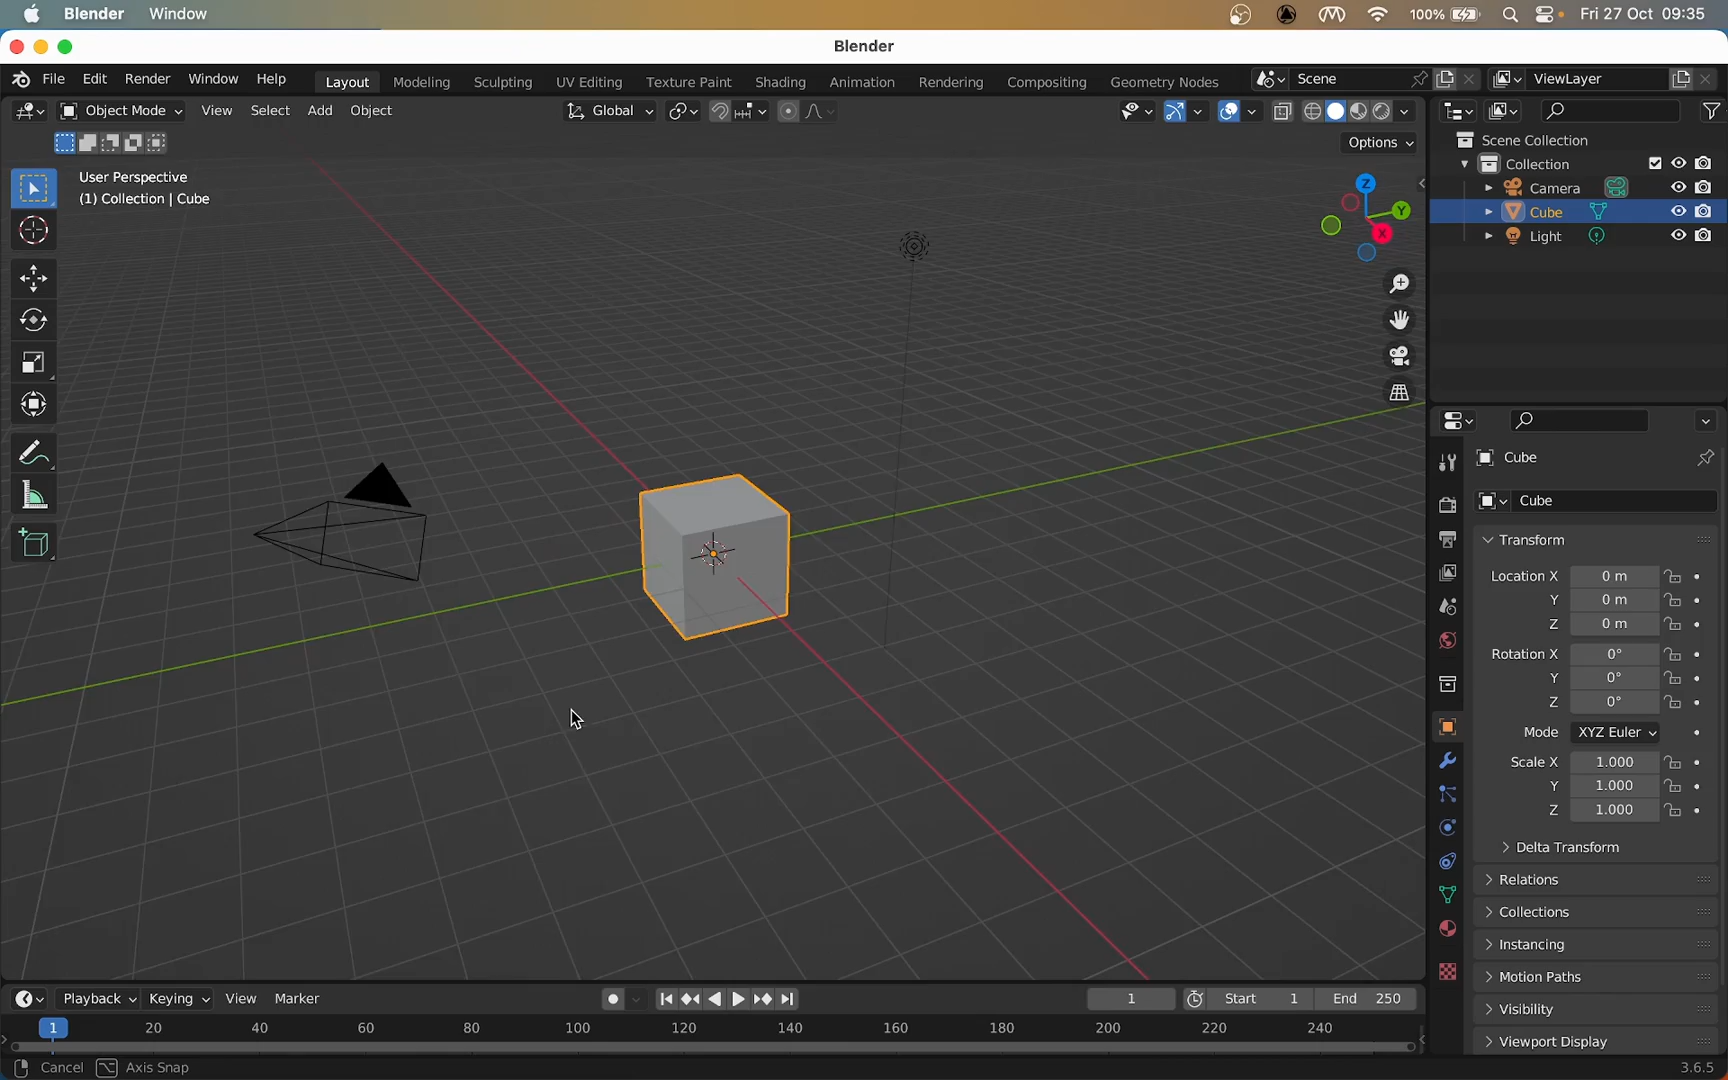 Blender Window 100% Fri 27 Oct 09:35
Blender
File Edit Render Window Help Layout Modeling Sculpting UV Editing Texture Paint Shading Animation Rendering Compositing Geometry Nodes Scene ViewLayer
Object Mode View Select Add Object Global
Options
User Perspective
(1) Collection | Cube
Z
Y
X
Scene Collection
Collection
Camera
Cube
Light
Cube
Cube
Transform
Location X 0 m
Y 0 m
Z 0 m
Rotation X 0°
Y 0°
Z 0°
Mode XYZ Euler
Scale X 1.000
Y 1.000
Z 1.000
Delta Transform
Relations
Collections
Instancing
Motion Paths
Visibility
Viewport Display
Playback Keying View Marker 1 Start 1 End 250
1 20 40 60 80 100 120 140 160 180 200 220 240
Cancel Axis Snap 3.6.5